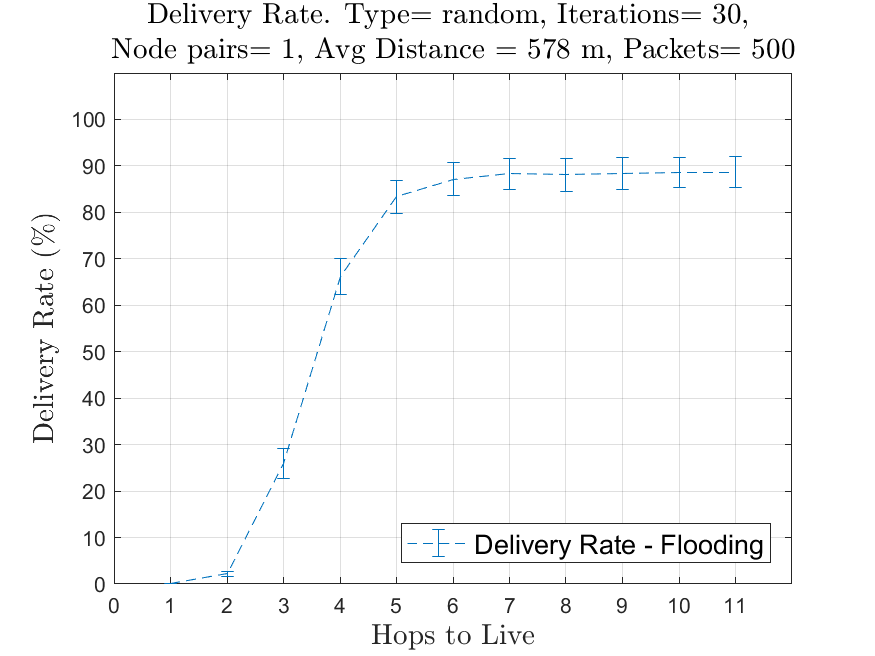 Delivery Rate. Type= random, Iterations= 30,
Node pairs= 1, Avg Distance = 578 m, Packets= 500
100
90
80
70
60
50
40
30
20
10
0
Delivery Rate (%)
Delivery Rate - Flooding
0 1 2 3 4 5 6 7 8 9 10 11
Hops to Live